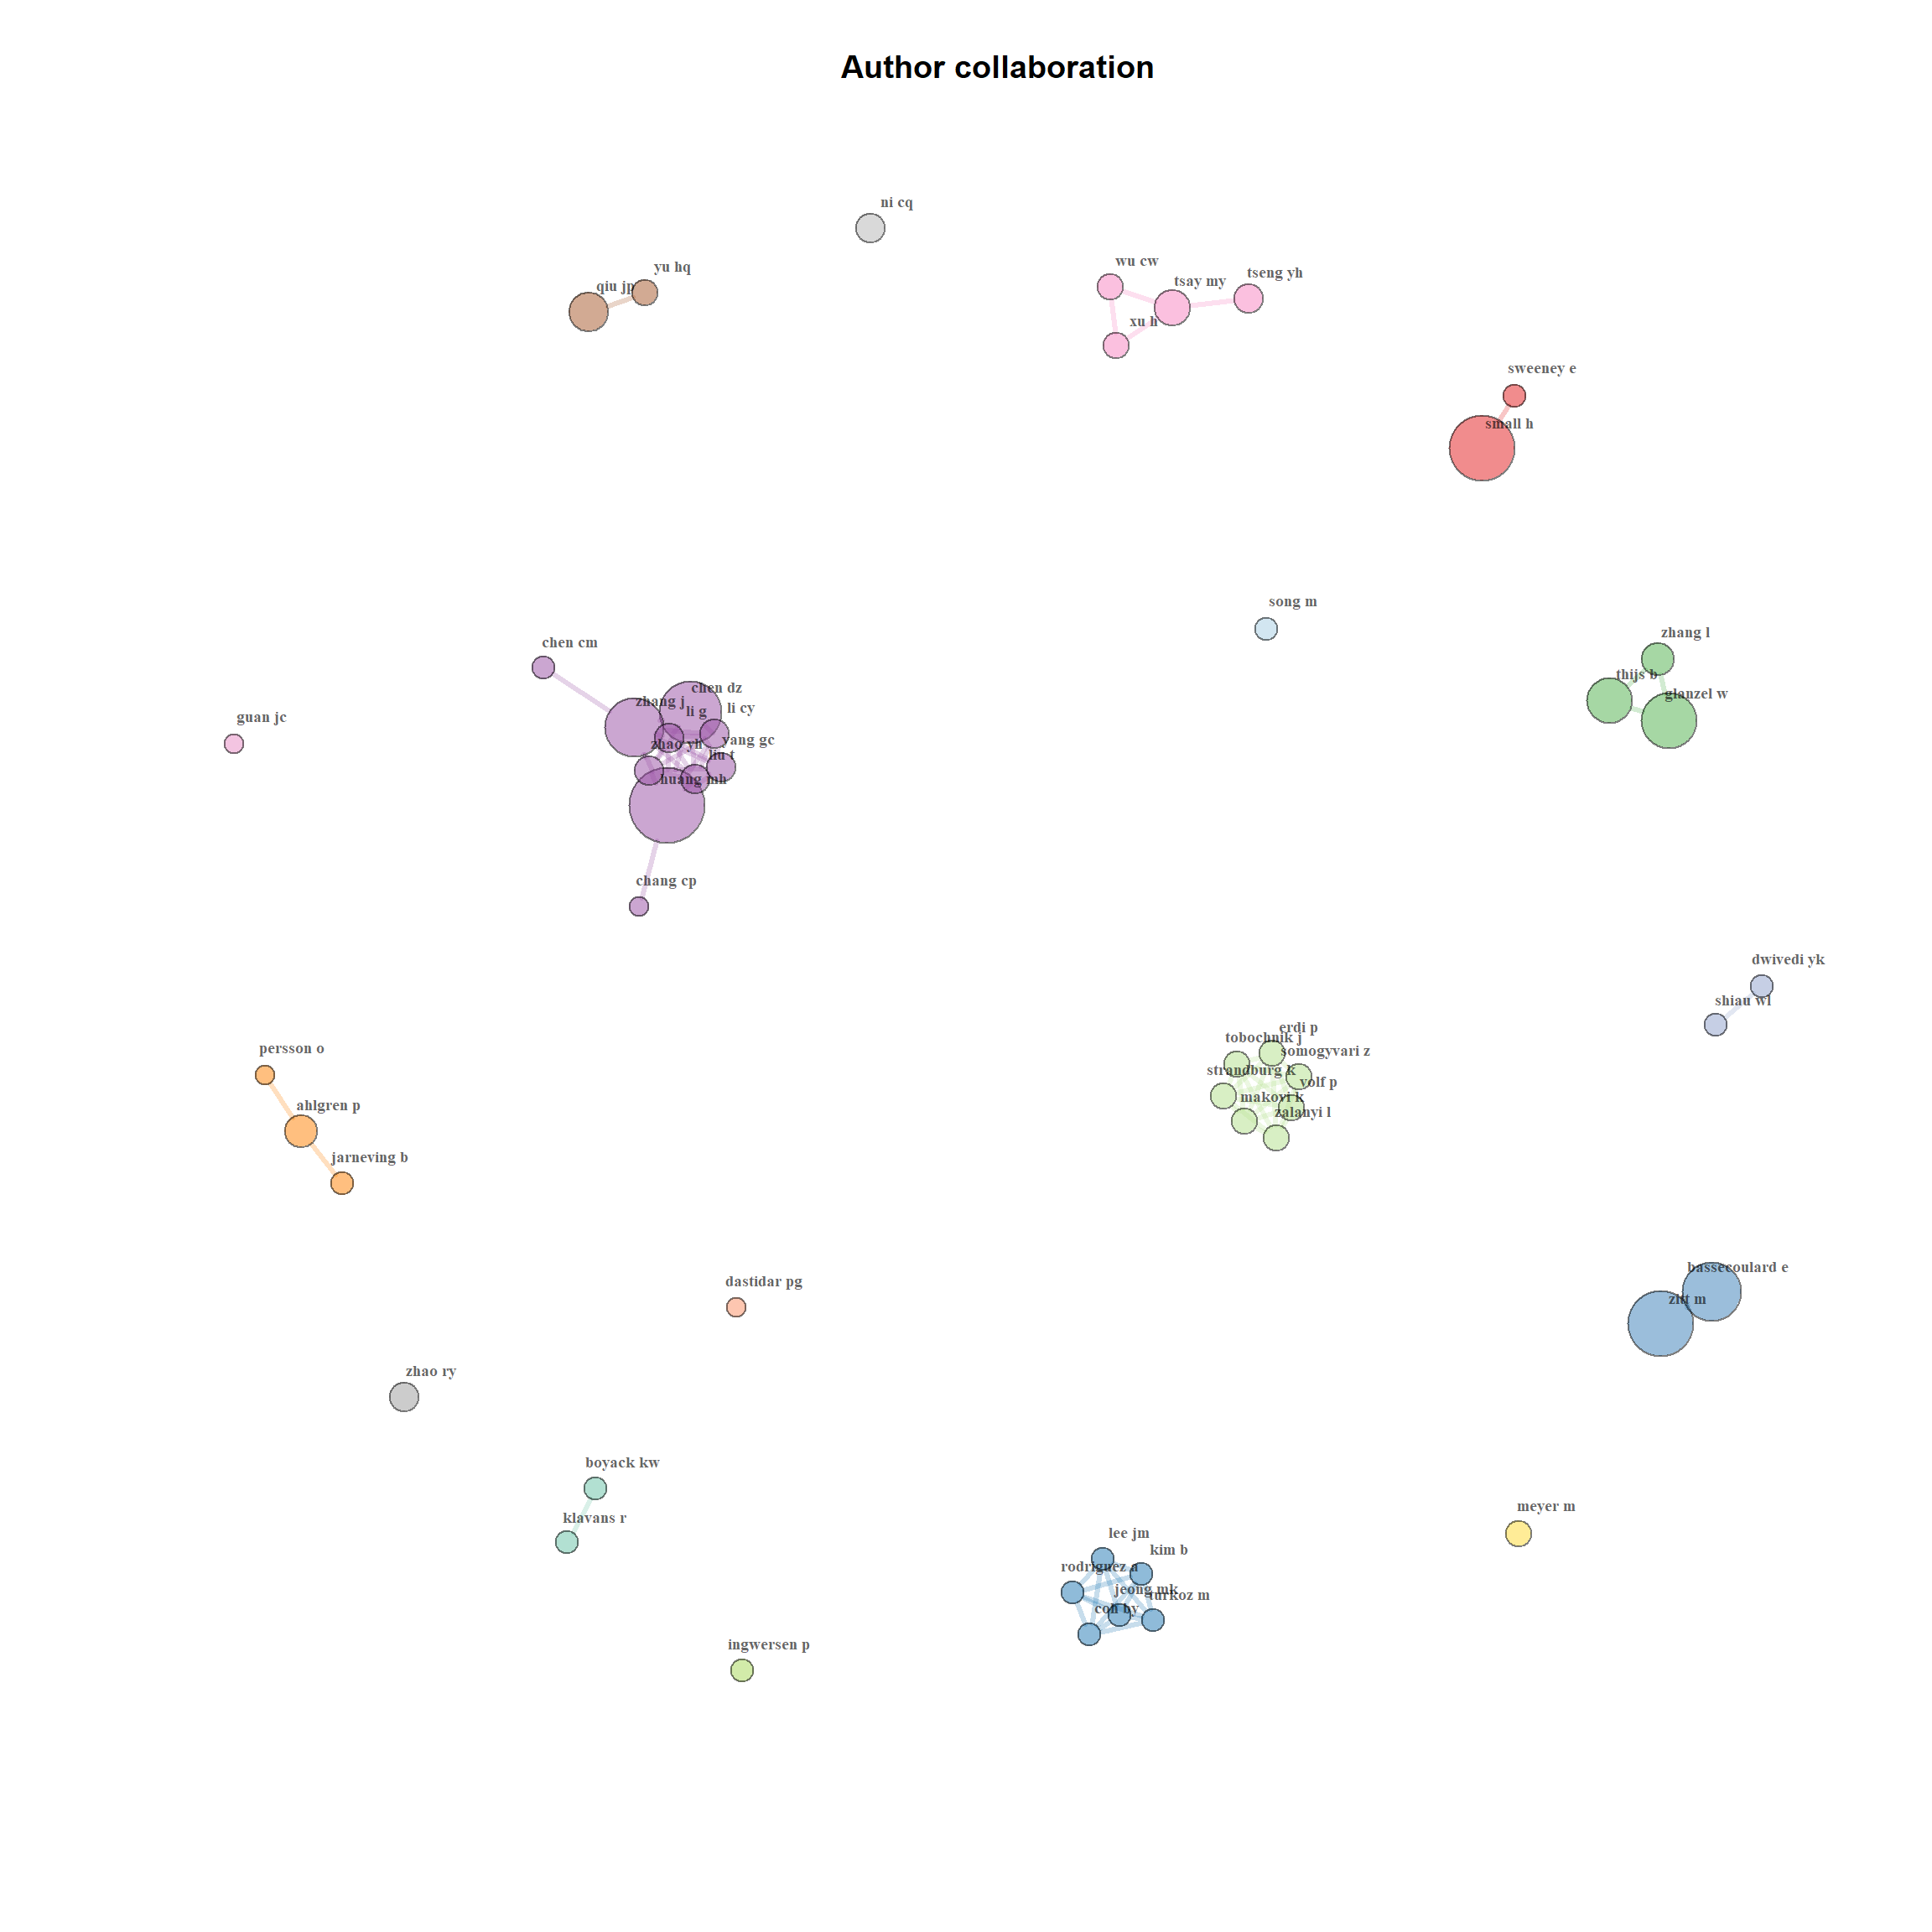 Author collaboration
ni cq
wu cw
yu hq
tseng yh
tsay my
qiu jp
xu h
sweeney e
small h
song m
zhang l
chen cm
thijs b
chen dz
glanzel w
zhang j
li cy
li g
guan jc
yang gc
zhao yh
liu t
huang mh
chang cp
dwivedi yk
shiau wl
erdi p
tobochnik j
persson o
somogyvari z
strandburg k
volf p
makovi k
ahlgren p
zalanyi l
jarneving b
bassecoulard e
dastidar pg
zitt m
zhao ry
boyack kw
meyer m
klavans r
lee jm
kim b
rodriguez a
jeong mk
turkoz m
coh by
ingwersen p